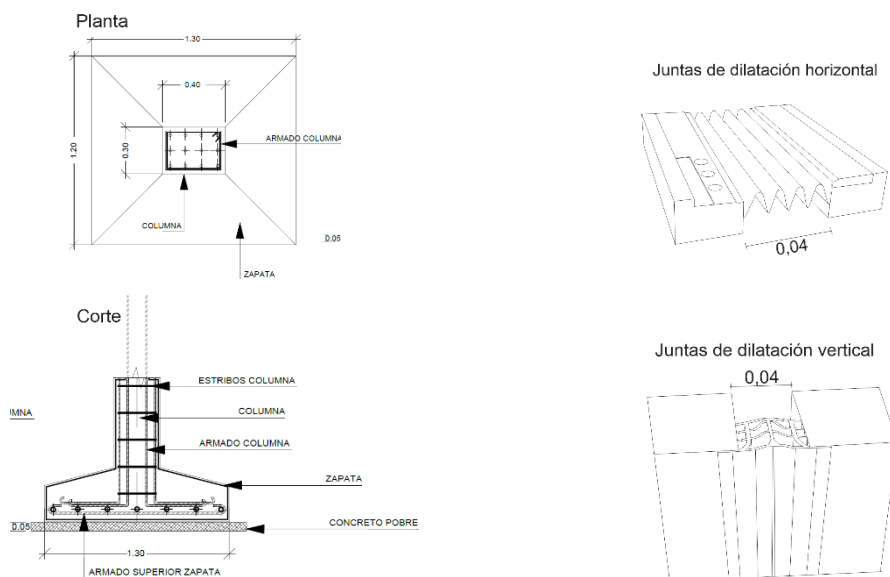 Planta
1.30
0.40
1.20
0.30
ARMADO COLUMNA
COLUMNA
0.05
ZAPATA
Corte
ESTRIBOS COLUMNA
UMNA
COLUMNA
ARMADO COLUMNA
ZAPATA
0.05
CONCRETO POBRE
1.30
ARMADO SUPERIOR ZAPATA
Juntas de dilatación horizontal
0,04
Juntas de dilatación vertical
0,04